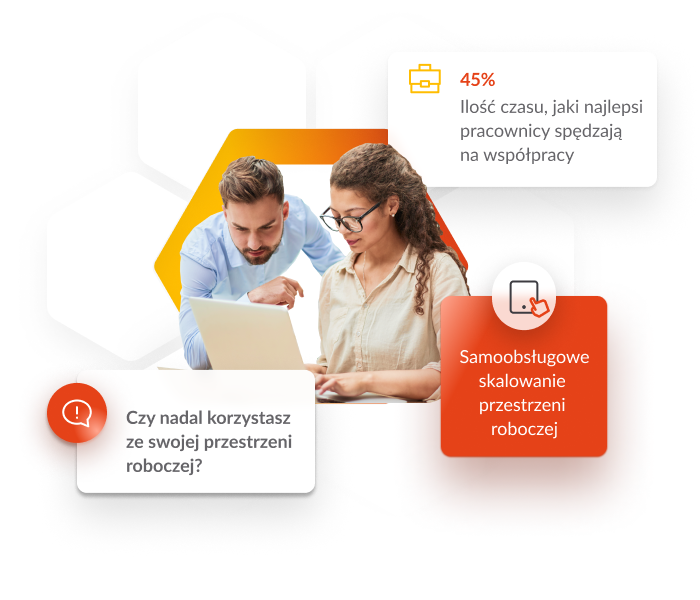 45%
Ilość czasu, jaki najlepsi
pracownicy spędzają
na współpracy
Samoobsługowe
skalowanie
przestrzeni
roboczej
Czy nadal korzystasz
ze swojej przestrzeni
roboczej?